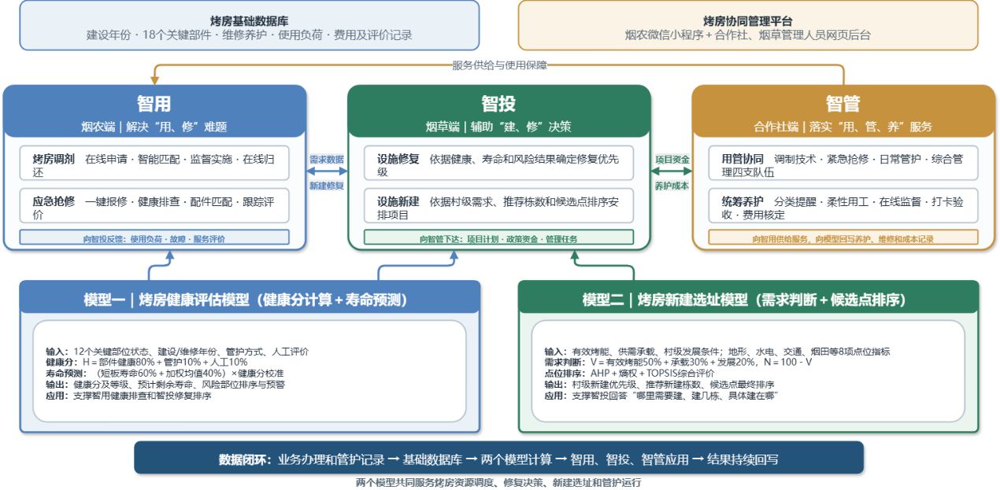 烤房基础数据库
建设年份 · 18个关键部件 · 维修养护 · 使用负荷 · 费用及评价记录
烤房协同管理平台
烟农微信小程序＋合作社、烟草管理人员网页后台
服务供给与使用保障
智用
烟农端｜解决“用、修”难题
烤房调剂 在线申请 · 智能匹配 · 监督实施 · 在线归
还
应急抢修 一键报修 · 健康排查 · 配件匹配 · 跟踪评
价
向智投反馈：使用负荷 · 故障 · 服务评价
需求数据
新建修复
智投
烟草端｜辅助“建、修”决策
设施修复 依据健康、寿命和风险结果确定修复优先
级
设施新建 依据村级需求、推荐栋数和候选点排序安
排项目
向智管下达：项目计划 · 政策资金 · 管理任务
项目资金
养护成本
智管
合作社端｜落实“用、管、养”服务
用管协同 调制技术 · 紧急抢修 · 日常管护 · 综合管
理四支队伍
统筹养护 分类提醒 · 柔性用工 · 在线监督 · 打卡验
收 · 费用核定
向智用供给服务，向模型回写养护、维修和成本记录
模型一｜烤房健康评估模型（健康分计算＋寿命预测）
输入：12个关键部位状态、建设/维修年份、管护方式、人工评价
健康分：H＝部件健康80%＋管护10%＋人工10%
寿命预测：（短板寿命60%＋加权均值40%）×健康分校准
输出：健康分及等级、预计剩余寿命、风险部位排序与预警
应用：支撑智用健康排查和智投修复排序
模型二｜烤房新建选址模型（需求判断＋候选点排序）
输入：有效烤能、供需承载、村级发展条件；地形、水电、交通、烟田等8项点位指标
需求判断：V＝有效烤能50%＋承载30%＋发展20%，N＝100－V
点位排序：AHP＋熵权＋TOPSIS综合评价
输出：村级新建优先级、推荐新建栋数、候选点最终排序
应用：支撑智投回答“哪里需要建、建几栋、具体建在哪”
数据闭环：业务办理和管护记录 → 基础数据库 → 两个模型计算 → 智用、智投、智管应用 → 结果持续回写
两个模型共同服务烤房资源调度、修复决策、新建选址和管护运行